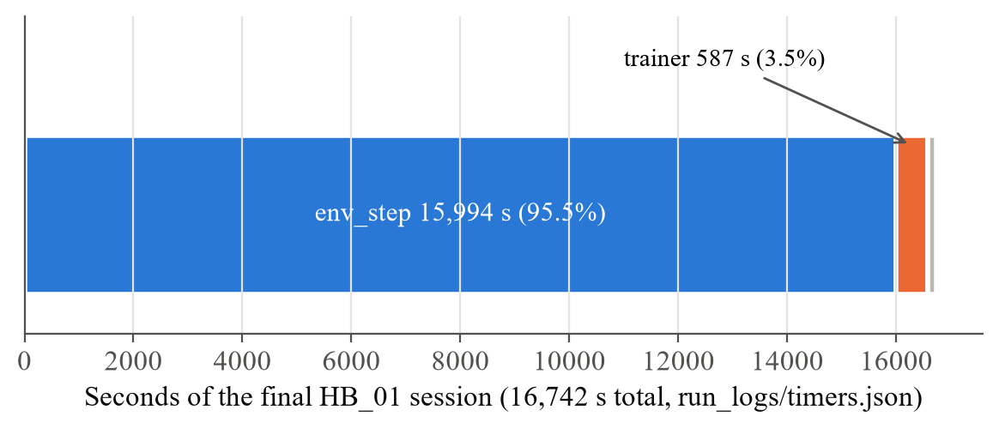 trainer 587 s (3.5%)
env_step 15,994 s (95.5%)
0 2000 4000 6000 8000 10000 12000 14000 16000
Seconds of the final HB_01 session (16,742 s total, run_logs/timers.json)